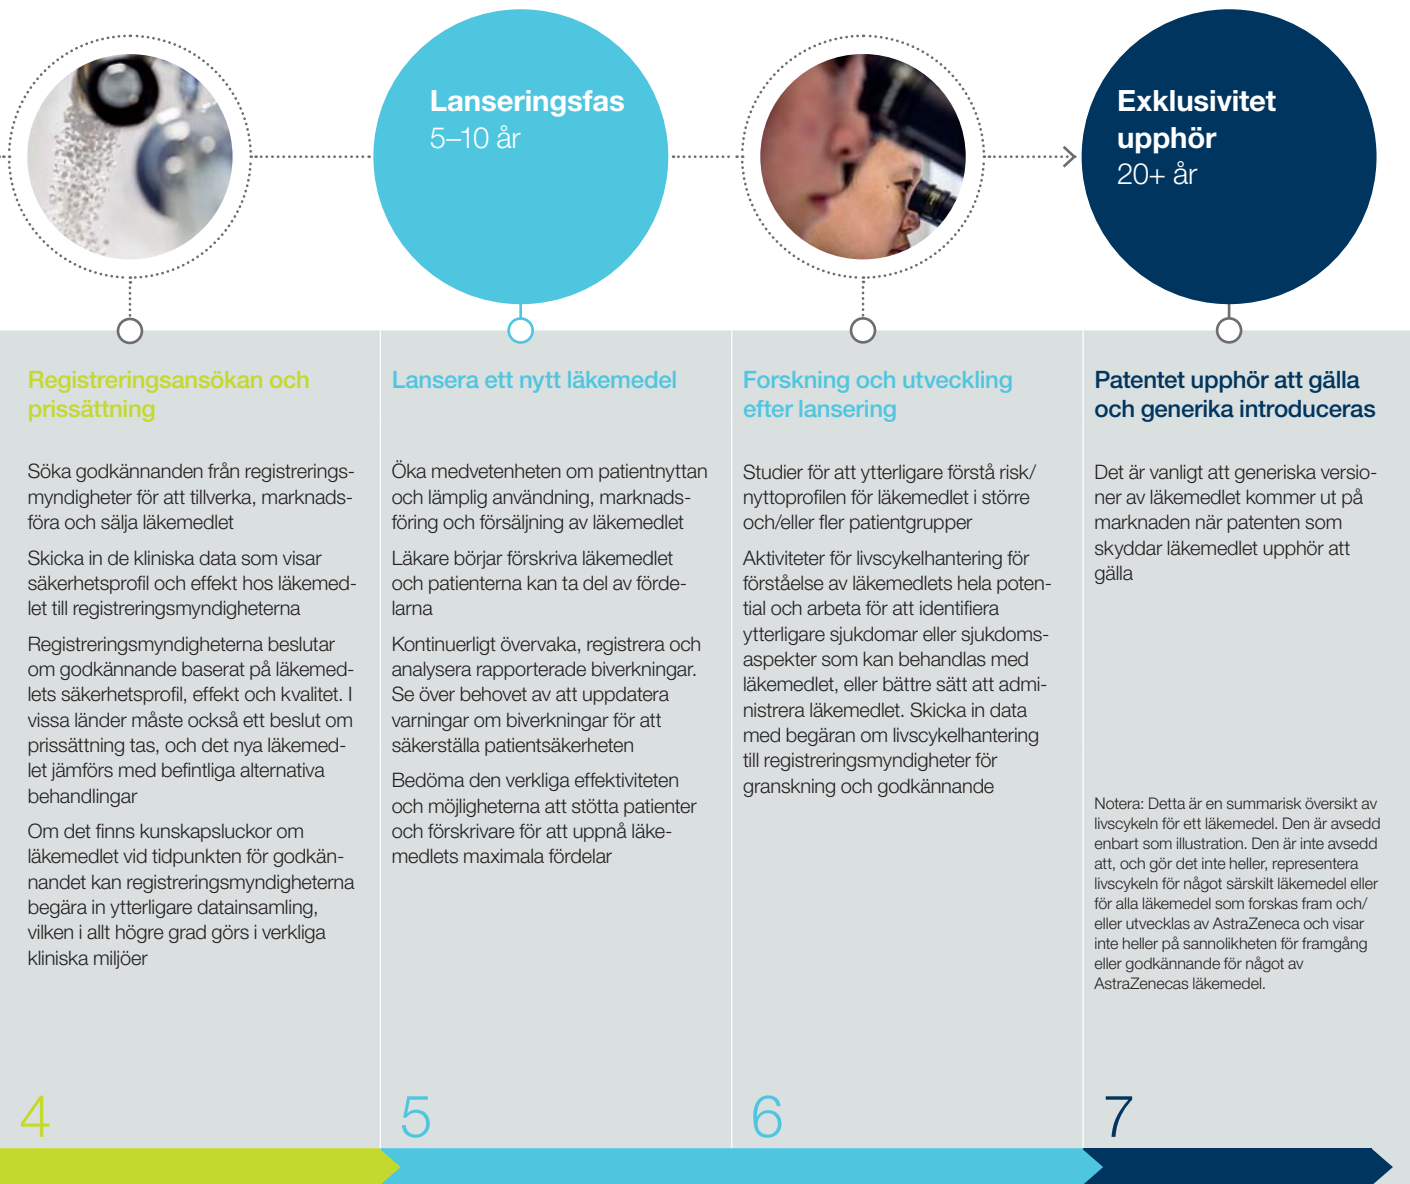 Lanseringsfas
5–10 år
Exklusivitet
upphör
20+ år
Registreringsansökan och
prissättning
Söka godkännanden från registrerings-
myndigheter för att tillverka, marknads-
föra och sälja läkemedlet
Skicka in de kliniska data som visar
säkerhetsprofil och effekt hos läkemed-
let till registreringsmyndigheterna
Registreringsmyndigheterna beslutar
om godkännande baserat på läkemed-
lets säkerhetsprofil, effekt och kvalitet. I
vissa länder måste också ett beslut om
prissättning tas, och det nya läkemed-
let jämförs med befintliga alternativa
behandlingar
Om det finns kunskapsluckor om
läkemedlet vid tidpunkten för godkän-
nandet kan registreringsmyndigheterna
begära in ytterligare datainsamling,
vilken i allt högre grad görs i verkliga
kliniska miljöer
4
Lansera ett nytt läkemedel
Öka medvetenheten om patientnyttan
och lämplig användning, marknads-
föring och försäljning av läkemedlet
Läkare börjar förskriva läkemedlet
och patienterna kan ta del av förde-
larna
Kontinuerligt övervaka, registrera och
analysera rapporterade biverkningar.
Se över behovet av att uppdatera
varningar om biverkningar för att
säkerställa patientsäkerheten
Bedöma den verkliga effektiviteten
och möjligheterna att stötta patienter
och förskrivare för att uppnå läke-
medlets maximala fördelar
5
Forskning och utveckling
efter lansering
Studier för att ytterligare förstå risk/
nyttoprofilen för läkemedlet i större
och/eller fler patientgrupper
Aktiviteter för livscykelhantering för
förståelse av läkemedlets hela poten-
tial och arbeta för att identifiera
ytterligare sjukdomar eller sjukdoms-
aspekter som kan behandlas med
läkemedlet, eller bättre sätt att admi-
nistrera läkemedlet. Skicka in data
med begäran om livscykelhantering
till registreringsmyndigheter för
granskning och godkännande
6
Patentet upphör att gälla
och generika introduceras
Det är vanligt att generiska versio-
ner av läkemedlet kommer ut på
marknaden när patenten som
skyddar läkemedlet upphör att
gälla
Notera: Detta är en summarisk översikt av
livscykeln för ett läkemedel. Den är avsedd
enbart som illustration. Den är inte avsedd
att, och gör det inte heller, representera
livscykeln för något särskilt läkemedel eller
för alla läkemedel som forskas fram och/
eller utvecklas av AstraZeneca och visar
inte heller på sannolikheten för framgång
eller godkännande för något av
AstraZenecas läkemedel.
7